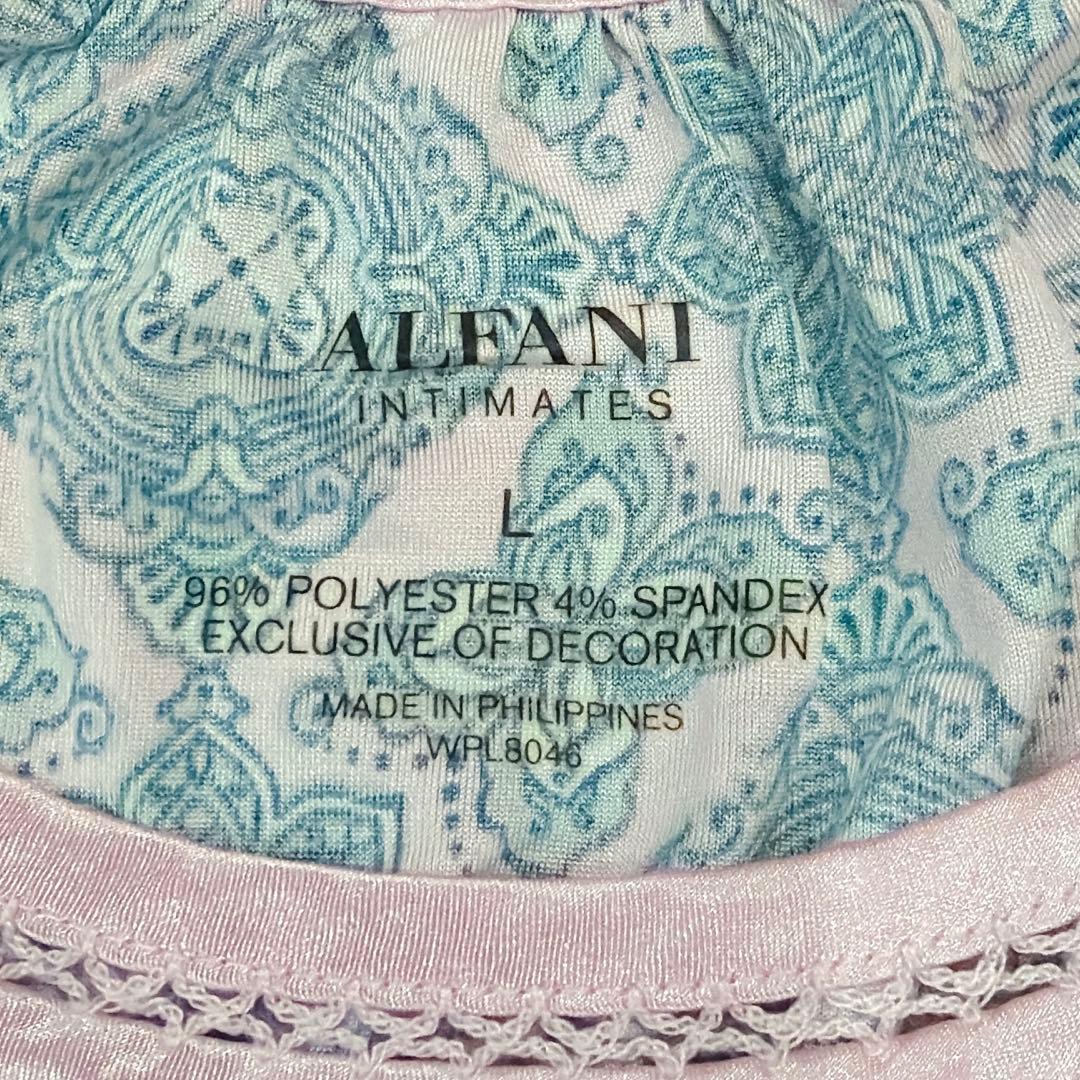 ALFANI
INTIMATES
L
96% POLYESTER 4% SPANDEX
EXCLUSIVE OF DECORATION
MADE IN PHILIPPINES
WPL8046